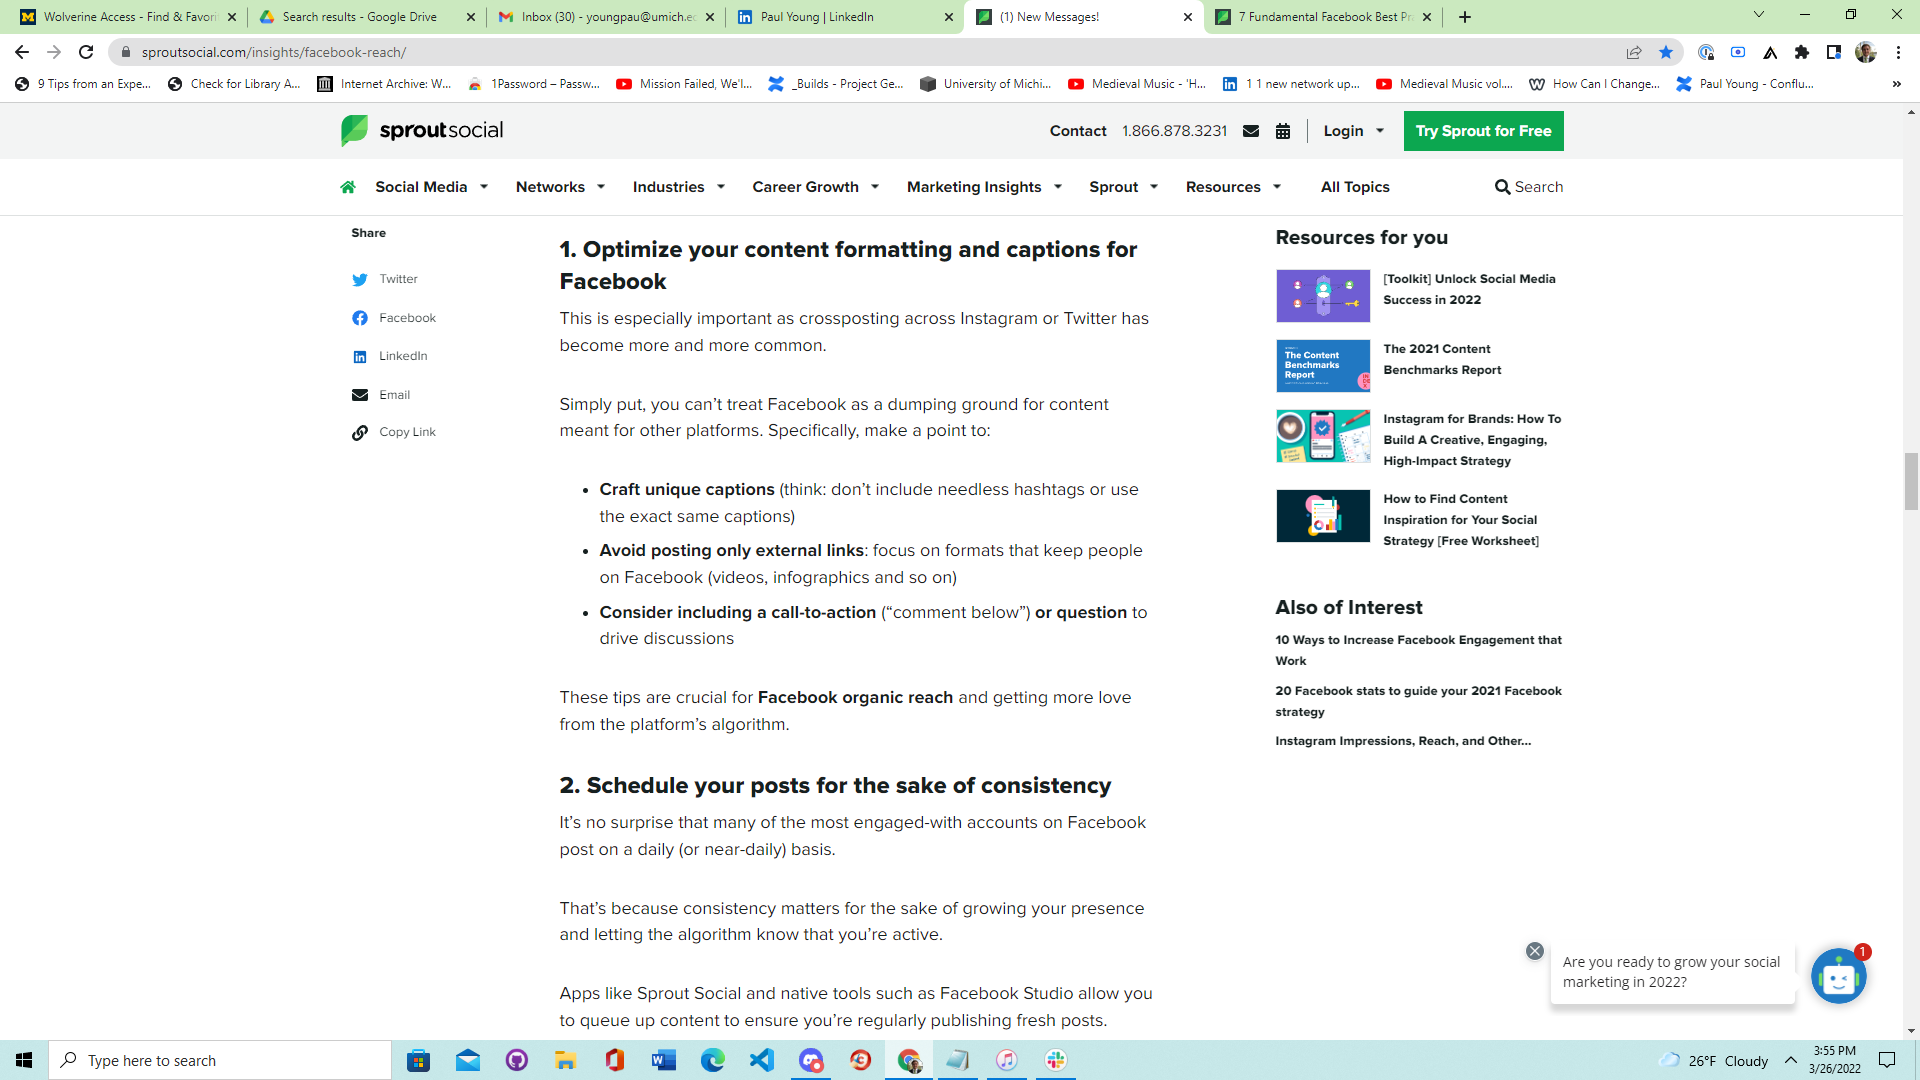 Wolverine Access - Find & Favori
Search results - Google Drive
Inbox (30) - youngpau@umich.ed
Paul Young | LinkedIn
(1) New Messages!
7 Fundamental Facebook Best Pra
sproutsocial.com/insights/facebook-reach/
9 Tips from an Expe...
Check for Library A...
Internet Archive: W...
1Password – Passw...
Mission Failed, We'l...
_Builds - Project Ge...
University of Michi...
Medieval Music - 'H...
1 1 new network up...
Medieval Music vol....
How Can I Change...
Paul Young - Conflu...
»
sproutsocial
Contact 1.866.878.3231
Login
Try Sprout for Free
Social Media
Networks
Industries
Career Growth
Marketing Insights
Sprout
Resources
All Topics
Search
Share
Twitter
Facebook
LinkedIn
Email
Copy Link
1. Optimize your content formatting and captions for
Facebook
This is especially important as crossposting across Instagram or Twitter has
become more and more common.
Simply put, you can’t treat Facebook as a dumping ground for content
meant for other platforms. Specifically, make a point to:
• Craft unique captions (think: don’t include needless hashtags or use
the exact same captions)
• Avoid posting only external links: focus on formats that keep people
on Facebook (videos, infographics and so on)
• Consider including a call-to-action (“comment below”) or question to
drive discussions
These tips are crucial for Facebook organic reach and getting more love
from the platform’s algorithm.
2. Schedule your posts for the sake of consistency
It’s no surprise that many of the most engaged-with accounts on Facebook
post on a daily (or near-daily) basis.
That’s because consistency matters for the sake of growing your presence
and letting the algorithm know that you’re active.
Apps like Sprout Social and native tools such as Facebook Studio allow you
to queue up content to ensure you’re regularly publishing fresh posts.
Resources for you
[Toolkit] Unlock Social Media
Success in 2022
The Content
Benchmarks
Report
The 2021 Content
Benchmarks Report
Instagram for Brands: How To
Build A Creative, Engaging,
High-Impact Strategy
How to Find Content
Inspiration for Your Social
Strategy [Free Worksheet]
Also of Interest
10 Ways to Increase Facebook Engagement that
Work
20 Facebook stats to guide your 2021 Facebook
strategy
Instagram Impressions, Reach, and Other...
Are you ready to grow your social
marketing in 2022?
1
Type here to search
26°F Cloudy
3:55 PM
3/26/2022